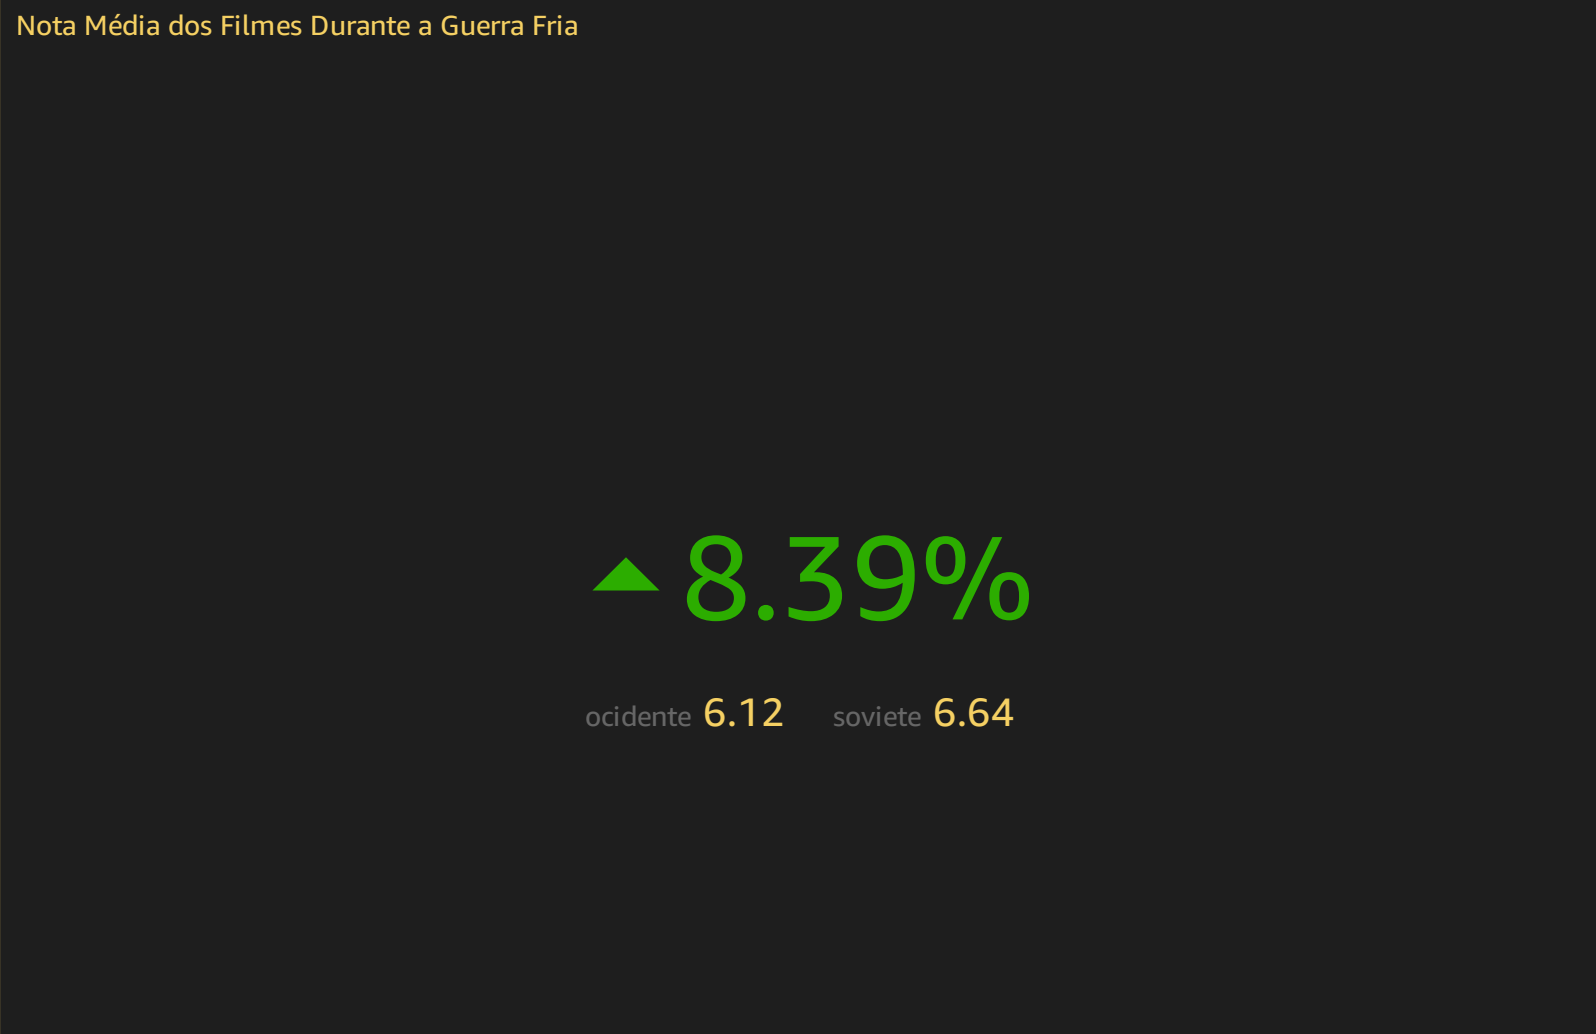 Nota Média dos Filmes Durante a Guerra Fria
8.39%
ocidente 6.12 soviete 6.64